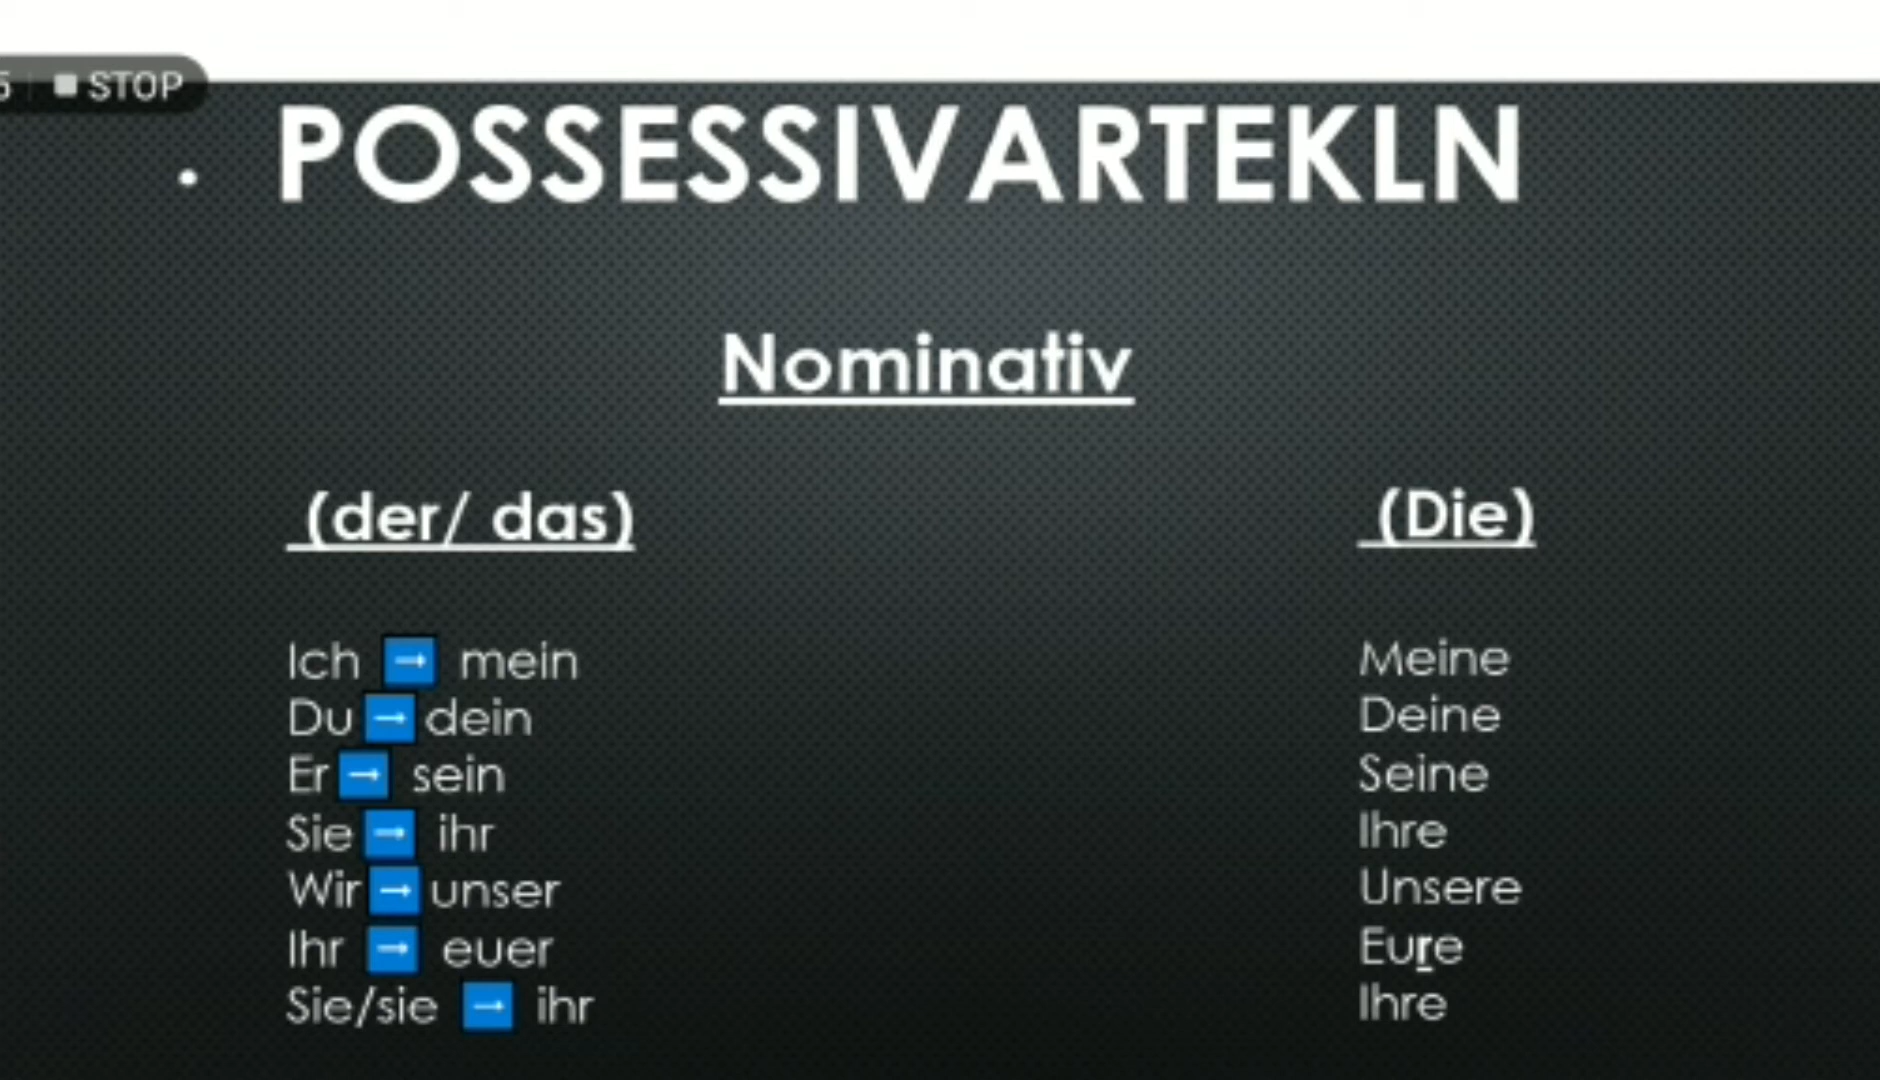 5 STOP
• POSSESSIVARTEKLN
Nominativ
(der/ das) (Die)
Ich → mein Meine
Du → dein Deine
Er → sein Seine
Sie → ihr Ihre
Wir → unser Unsere
Ihr → euer Eure
Sie/sie → ihr Ihre